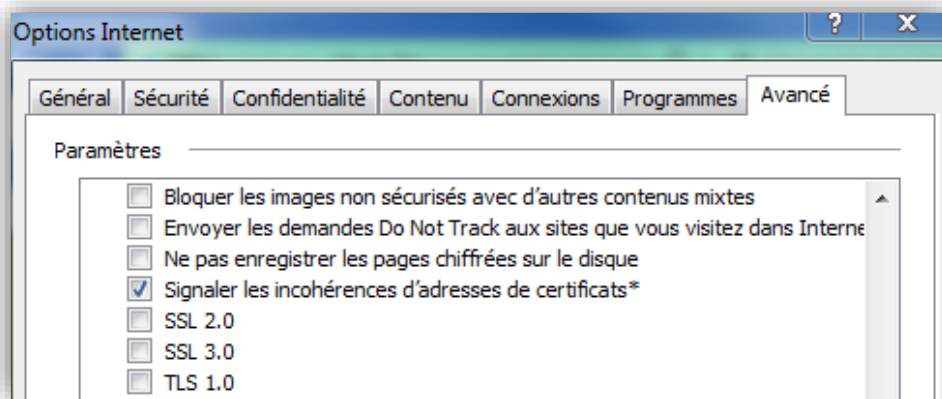 Options Internet
? X
Général Sécurité Confidentialité Contenu Connexions Programmes Avancé
Paramètres
Bloquer les images non sécurisés avec d'autres contenus mixtes
Envoyer les demandes Do Not Track aux sites que vous visitez dans Interne
Ne pas enregistrer les pages chiffrées sur le disque
Signaler les incohérences d'adresses de certificats*
SSL 2.0
SSL 3.0
TLS 1.0